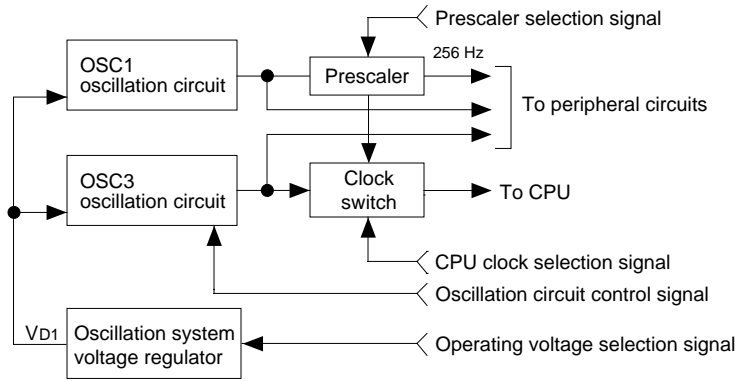 Prescaler selection signal
OSC1
oscillation circuit
Prescaler
256 Hz
To peripheral circuits
OSC3
oscillation circuit
Clock
switch
To CPU
CPU clock selection signal
Oscillation circuit control signal
VD1
Oscillation system
voltage regulator
Operating voltage selection signal